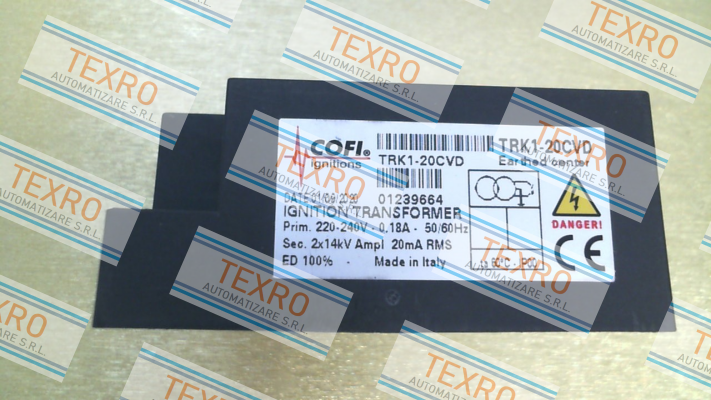 COFI®
ignitions
TRK1-20CVD
TRK1-20CVD
Earthed center
01239664
IGNITION TRANSFORMER
Prim. 220-240V - 0.18A - 50/60Hz
Sec. 2x14kV Ampl 20mA RMS
ED 100% - Made in Italy
DANGER!
CE
TEXRO
AUTOMATIZARE S.R.L.